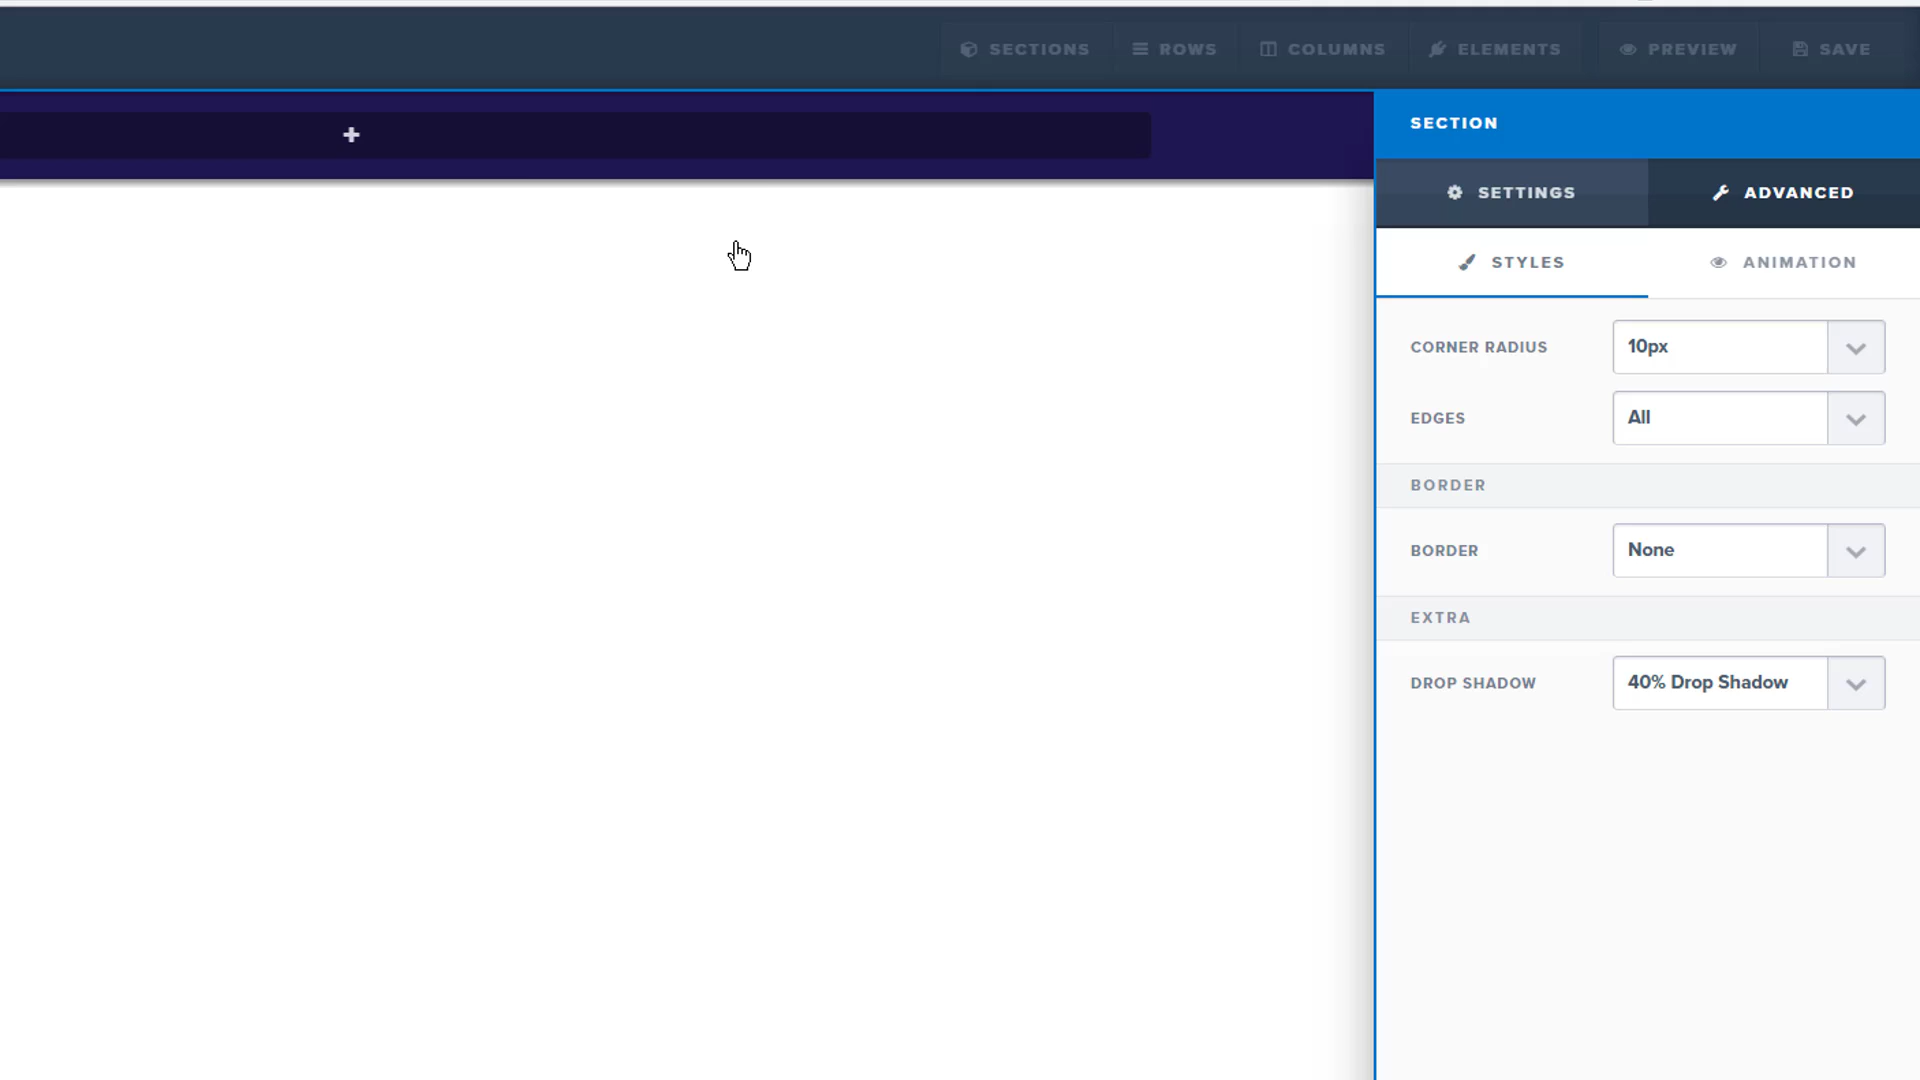 SECTIONS ROWS COLUMNS ELEMENTS PREVIEW SAVE
SECTION
SETTINGS ADVANCED
STYLES ANIMATION
CORNER RADIUS 10px
EDGES All
BORDER
BORDER None
EXTRA
DROP SHADOW 40% Drop Shadow